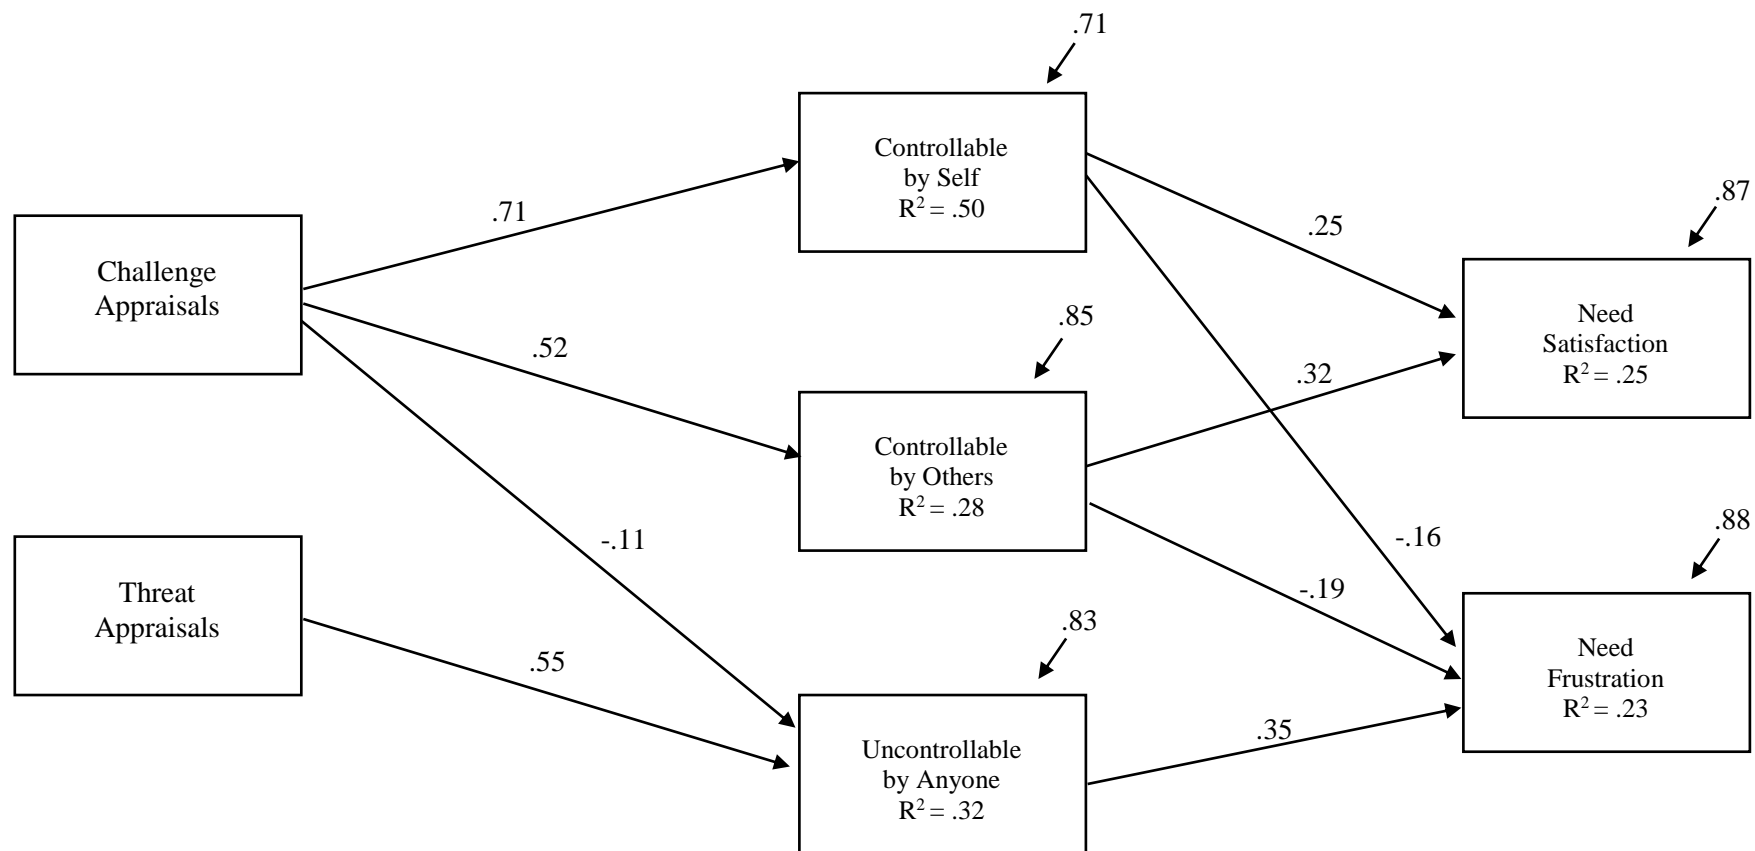 .71
Controllable
by Self
R² = .50
.71
.87
.25
Challenge
Appraisals
Need
Satisfaction
R² = .25
.85
.52
.32
Controllable
by Others
R² = .28
-.11
-.16
.88
Threat
Appraisals
-.19
.83
.55
Need
Frustration
R² = .23
.35
Uncontrollable
by Anyone
R² = .32